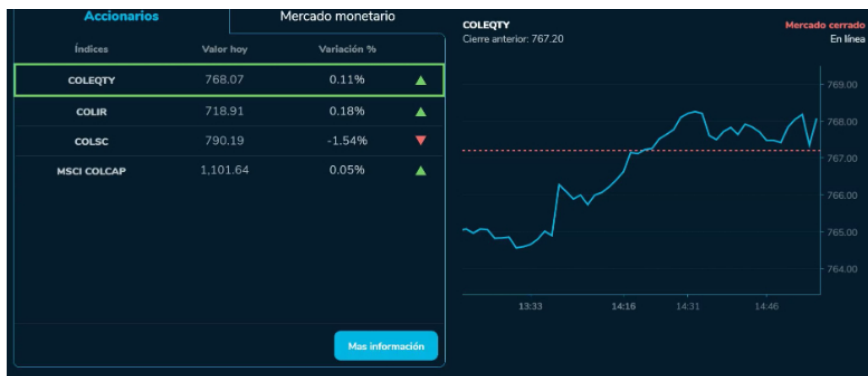 Accionarios Mercado monetario
Índices Valor hoy Variación %
COLEQTY 768.07 0.11%
COLIR 718.91 0.18%
COLSC 790.19 -1.54%
MSCI COLCAP 1,101.64 0.05%
Mas información
COLEQTY Mercado cerrado
Cierre anterior: 767.20 En línea
769.00
768.00
767.00
766.00
765.00
764.00
13:33 14:16 14:31 14:46